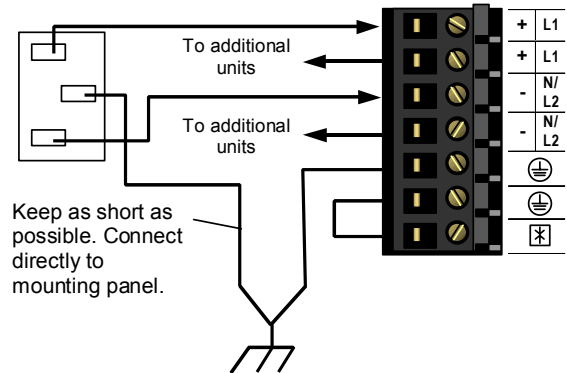 To additional
units
To additional
units
Keep as short as
possible. Connect
directly to
mounting panel.
+ L1
+ L1
- N/
L2
- N/
L2